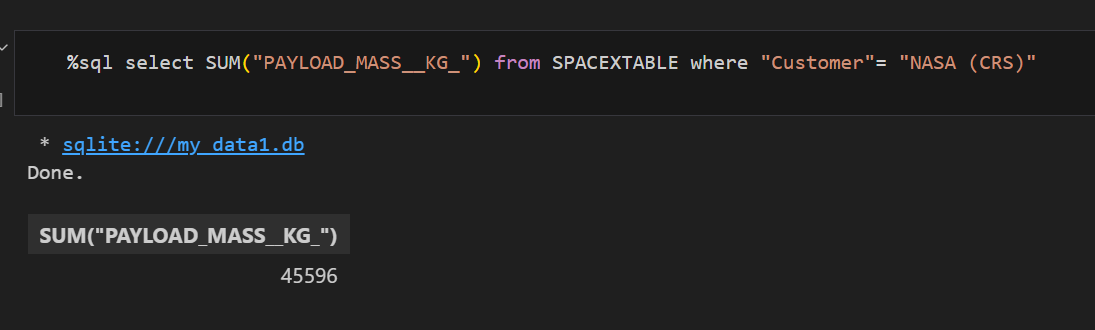 %sql select SUM("PAYLOAD_MASS__KG_") from SPACEXTABLE where "Customer"= "NASA (CRS)"
* sqlite:///my_data1.db
Done.
SUM("PAYLOAD_MASS__KG_")
45596